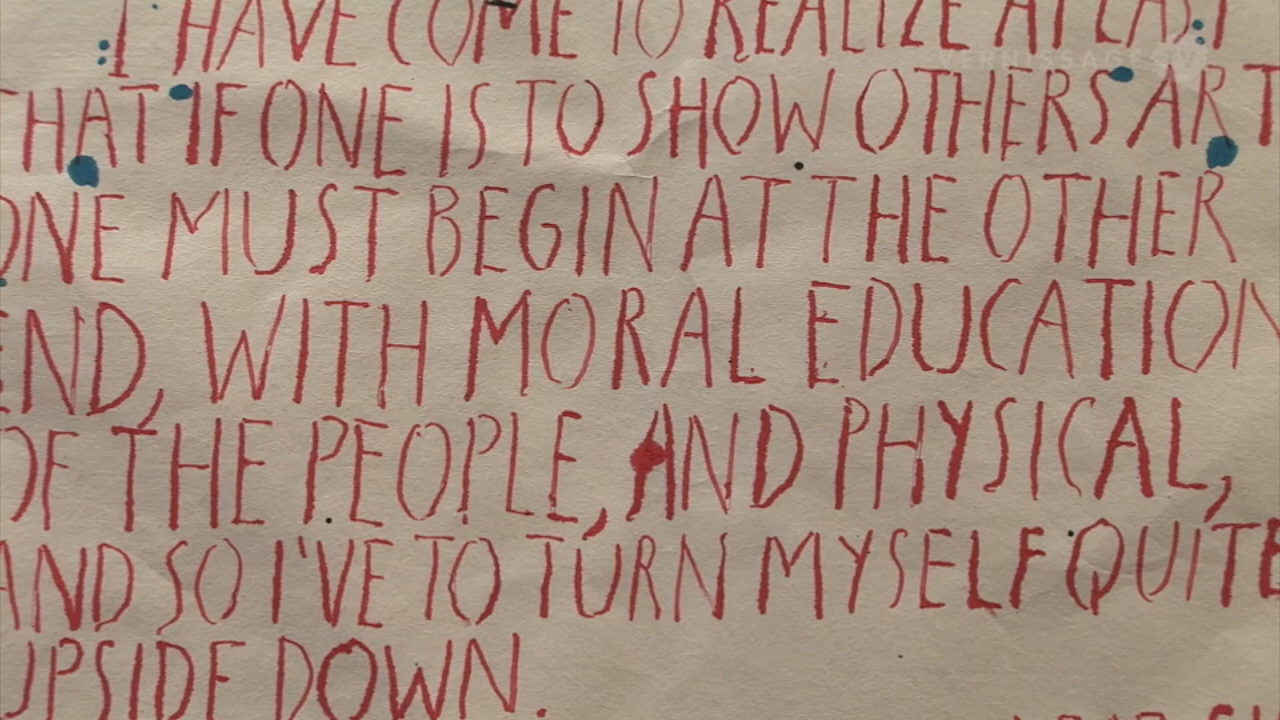 I HAVE COME TO REALIZE AT LAST
VERNISSAGE TV
THAT IF ONE IS TO SHOW OTHERS ART
ONE MUST BEGIN AT THE OTHER
END, WITH MORAL EDUCATION
OF THE PEOPLE, AND PHYSICAL,
AND SO I'VE TO TURN MYSELF QUITE
UPSIDE DOWN.